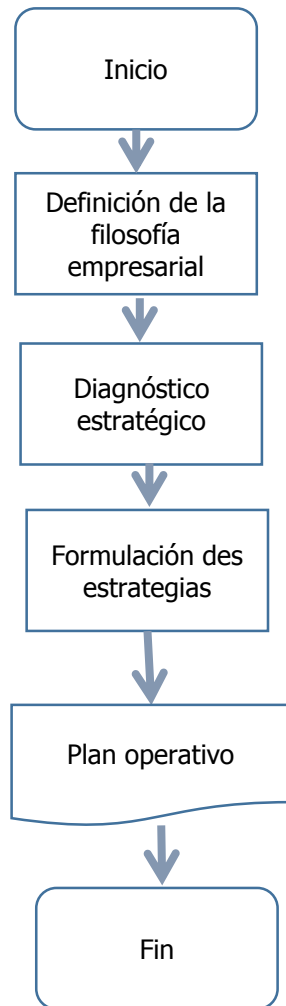 Inicio
Definición de la
filosofía
empresarial
Diagnóstico
estratégico
Formulación des
estrategias
Plan operativo
Fin